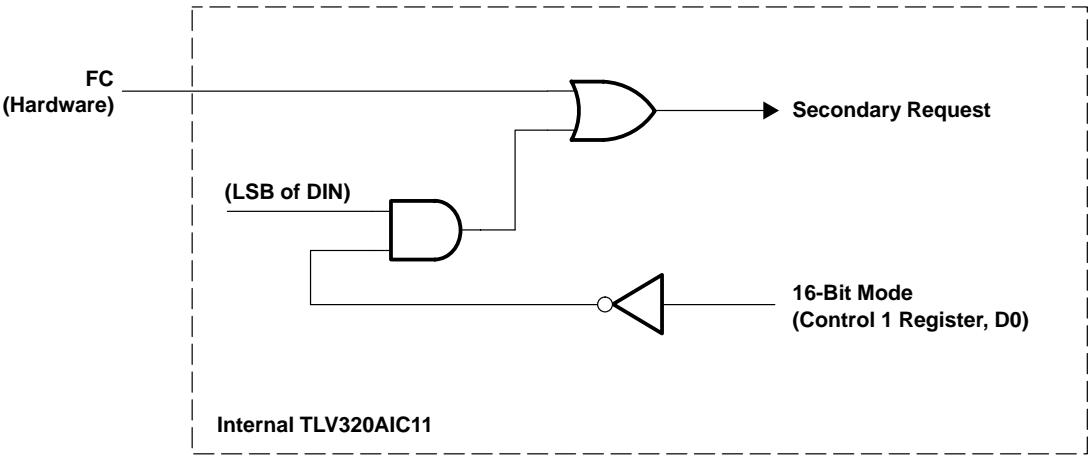 FC
(Hardware)
Secondary Request
(LSB of DIN)
16-Bit Mode
(Control 1 Register, D0)
Internal TLV320AIC11